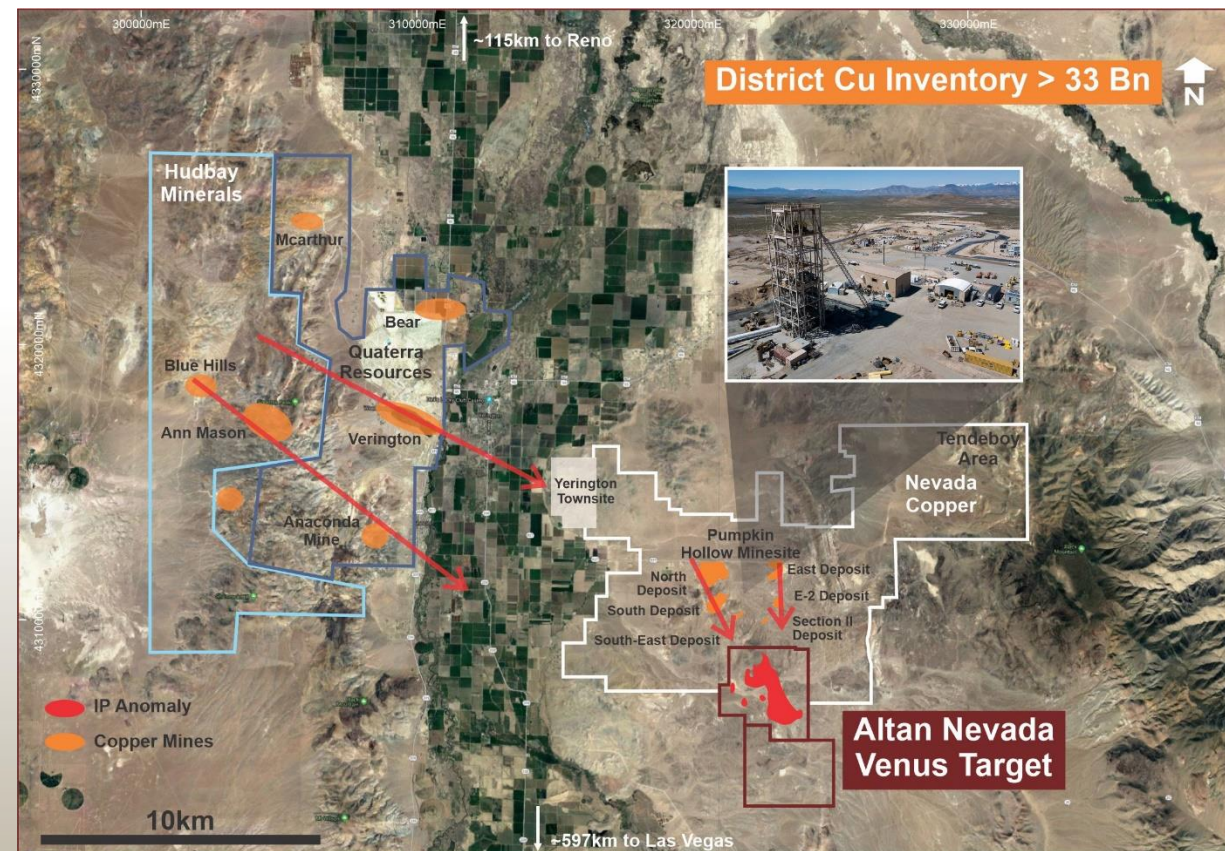 300000mE
310000mE
320000mE
330000mE
~115km to Reno
4330000mN
District Cu Inventory > 33 Bn
N
Hudbay
Minerals
Mcarthur
Bear
4320000mN
Quaterra
Resources
Blue Hills
Ann Mason
Verington
Yerington
Townsite
Tendeboy
Area
Nevada
Copper
Anaconda
Mine
Pumpkin
Hollow Minesite
North
Deposit
East Deposit
E-2 Deposit
South Deposit
Section II
Deposit
South-East Deposit
4310000mN
IP Anomaly
Copper Mines
Altan Nevada
Venus Target
10km
~597km to Las Vegas